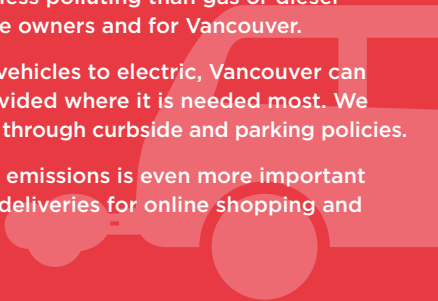 less polluting than gas or diesel
e owners and for Vancouver.
vehicles to electric, Vancouver can
vided where it is needed most. We
through curbside and parking policies.
emissions is even more important
deliveries for online shopping and